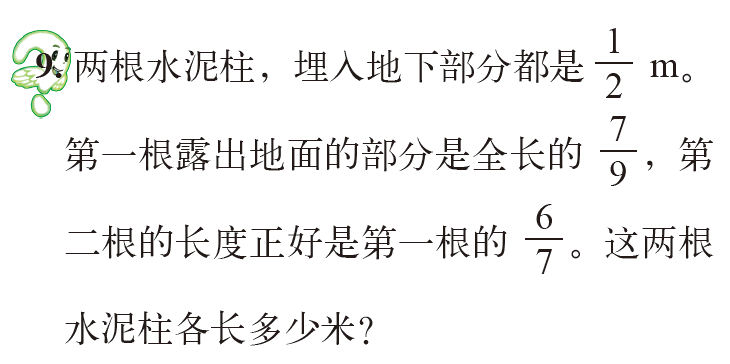 9. 两根水泥柱，埋入地下部分都是 1/2 m。
第一根露出地面的部分是全长的 7/9，第
二根的长度正好是第一根的 6/7。这两根
水泥柱各长多少米？